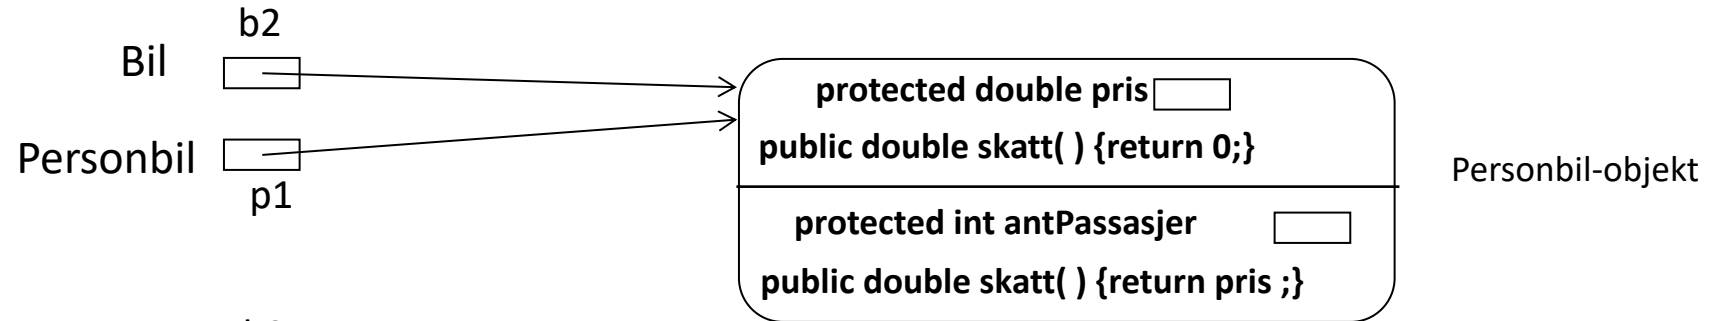 b2
Bil
Personbil
p1
protected double pris
public double skatt( ) {return 0;}
protected int antPassasjer
public double skatt( ) {return pris ;}
Personbil-objekt